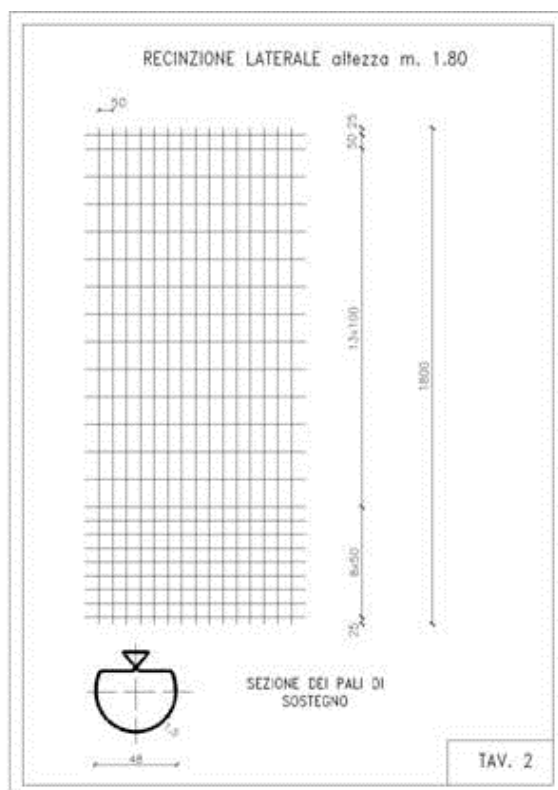 RECINZIONE LATERALE altezza m. 1.80
50
50 25
13x100
1800
8x50
25
SEZIONE DEI PALI DI
SOSTEGNO
48
TAV. 2